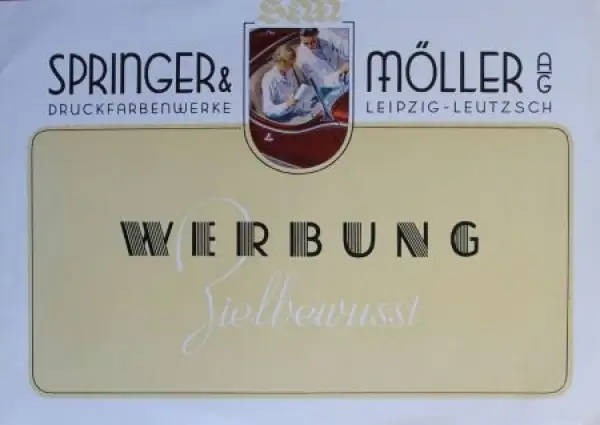 S&M
SPRINGER & MÖLLER AG
DRUCKFARBENWERKE LEIPZIG-LEUTZSCH
WERBUNG
Zielbewusst